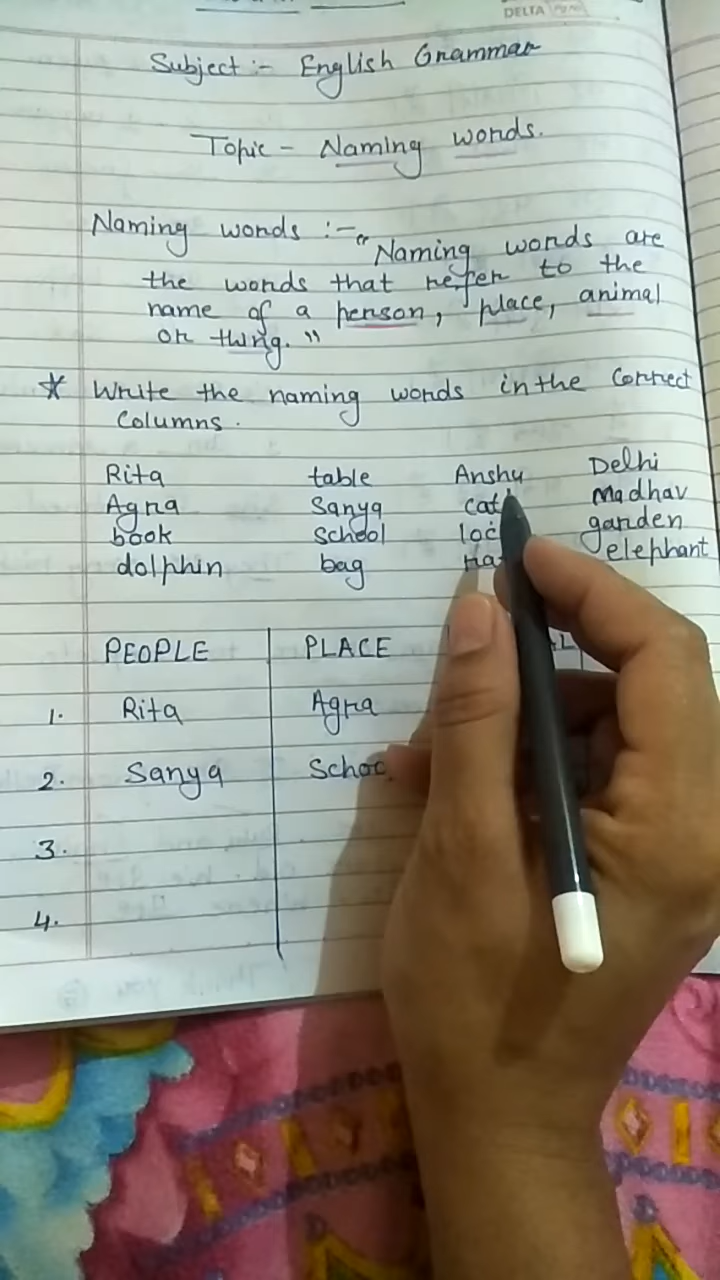 DELTA
Subject :- English Grammar
Topic - Naming words.
Naming words :- "Naming words are
the words that refer to the
name of a person, place, animal
or thing."
* Write the naming words in the correct
columns.
Rita table Anshu Delhi
Agra Sanya cat Madhav
book School garden
dolphin bag elephant
PEOPLE PLACE
1. Rita Agra
2. Sanya
3.
4.